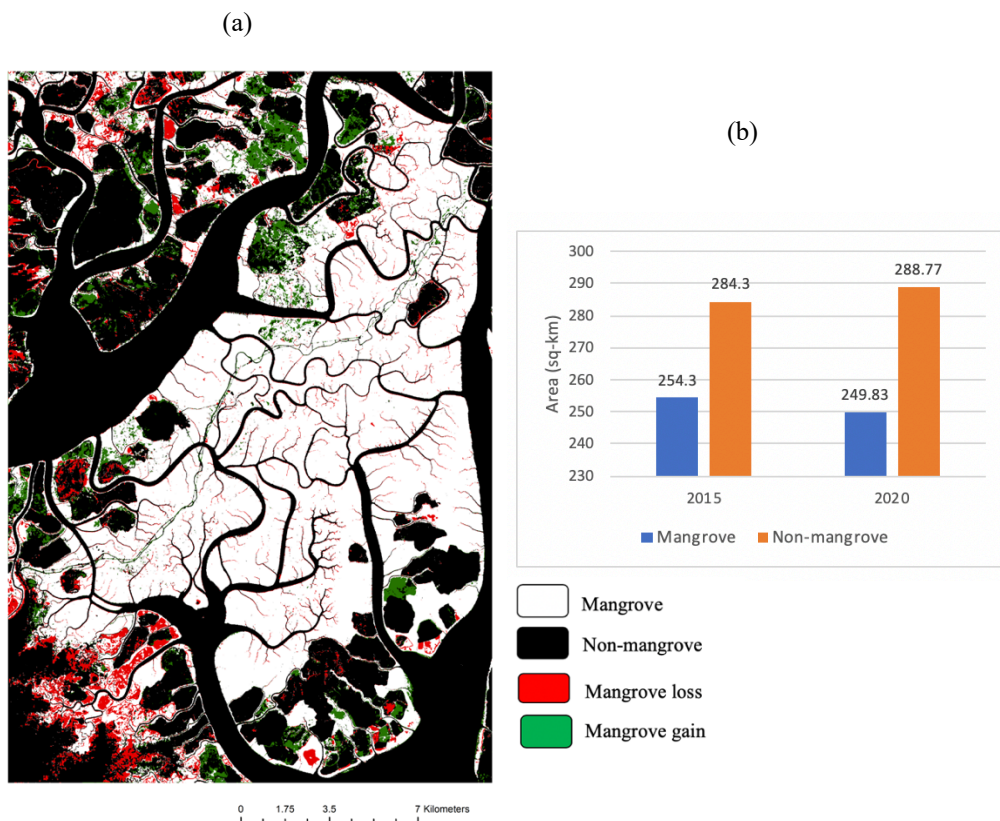 (a)
(b)
300
290
280
270
260
250
240
230
Area (sq-km)
254.3
284.3
249.83
288.77
2015
2020
Mangrove
Non-mangrove
Mangrove
Non-mangrove
Mangrove loss
Mangrove gain
0 1.75 3.5 7 Kilometers